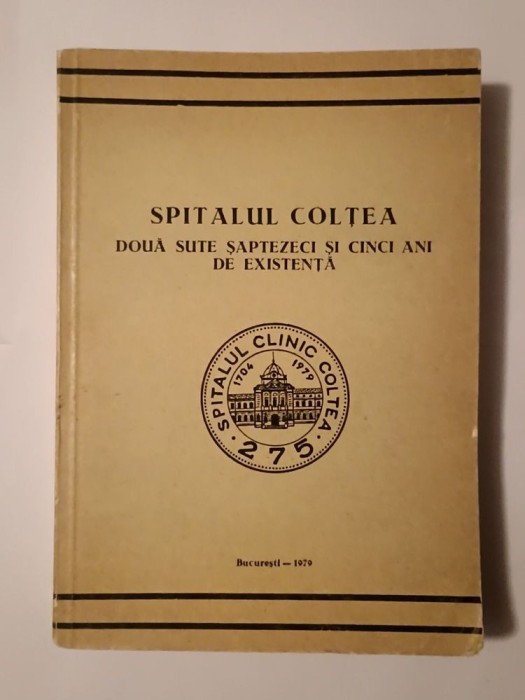 SPITALUL COLȚEA
DOUĂ SUTE ȘAPTEZECI ȘI CINCI ANI
DE EXISTENȚĂ
SPITALUL CLINIC COLȚEA
1704 1979
· 275 ·
București — 1979